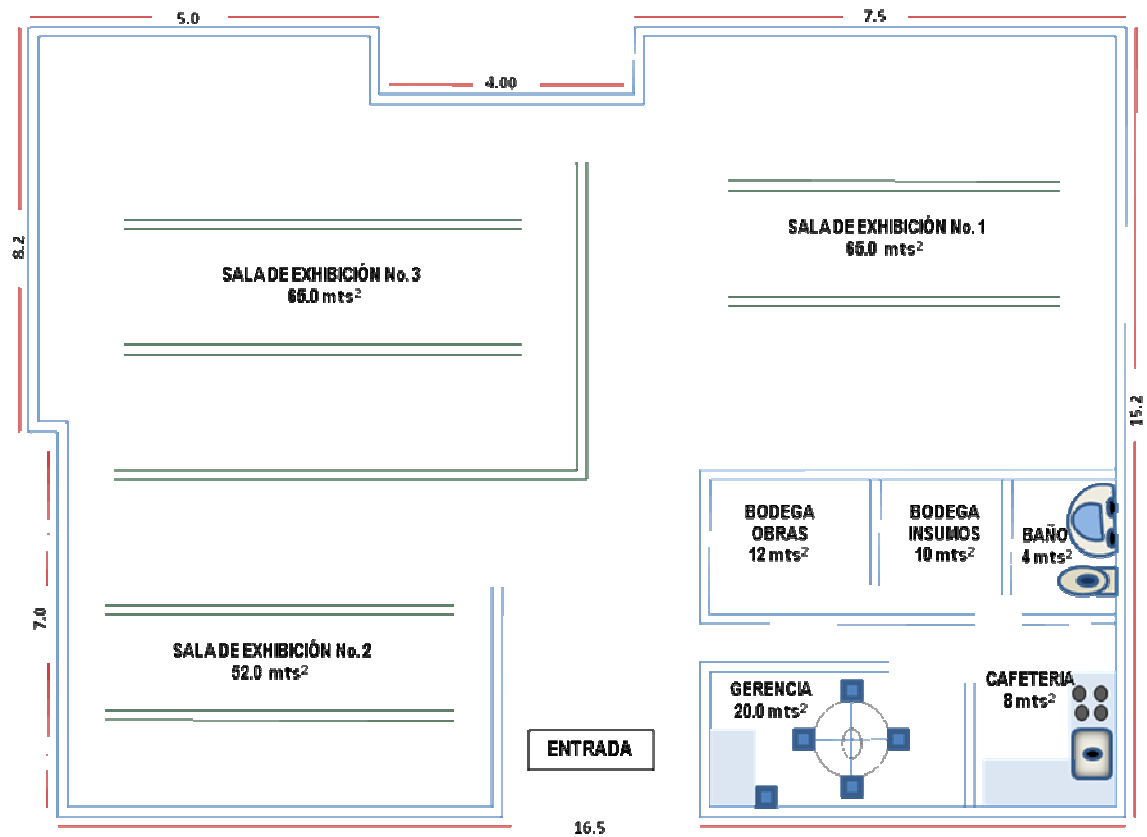 5.0
7.5
4.00
8.2
SALA DE EXHIBICIÓN No. 1
65.0 mts²
SALA DE EXHIBICIÓN No. 3
65.0 mts²
15.2
BODEGA
OBRAS
12 mts²
BODEGA
INSUMOS
10 mts²
BAÑO
4 mts²
7.0
SALA DE EXHIBICIÓN No. 2
52.0 mts²
GERENCIA
20.0 mts²
CAFETERIA
8 mts²
ENTRADA
16.5